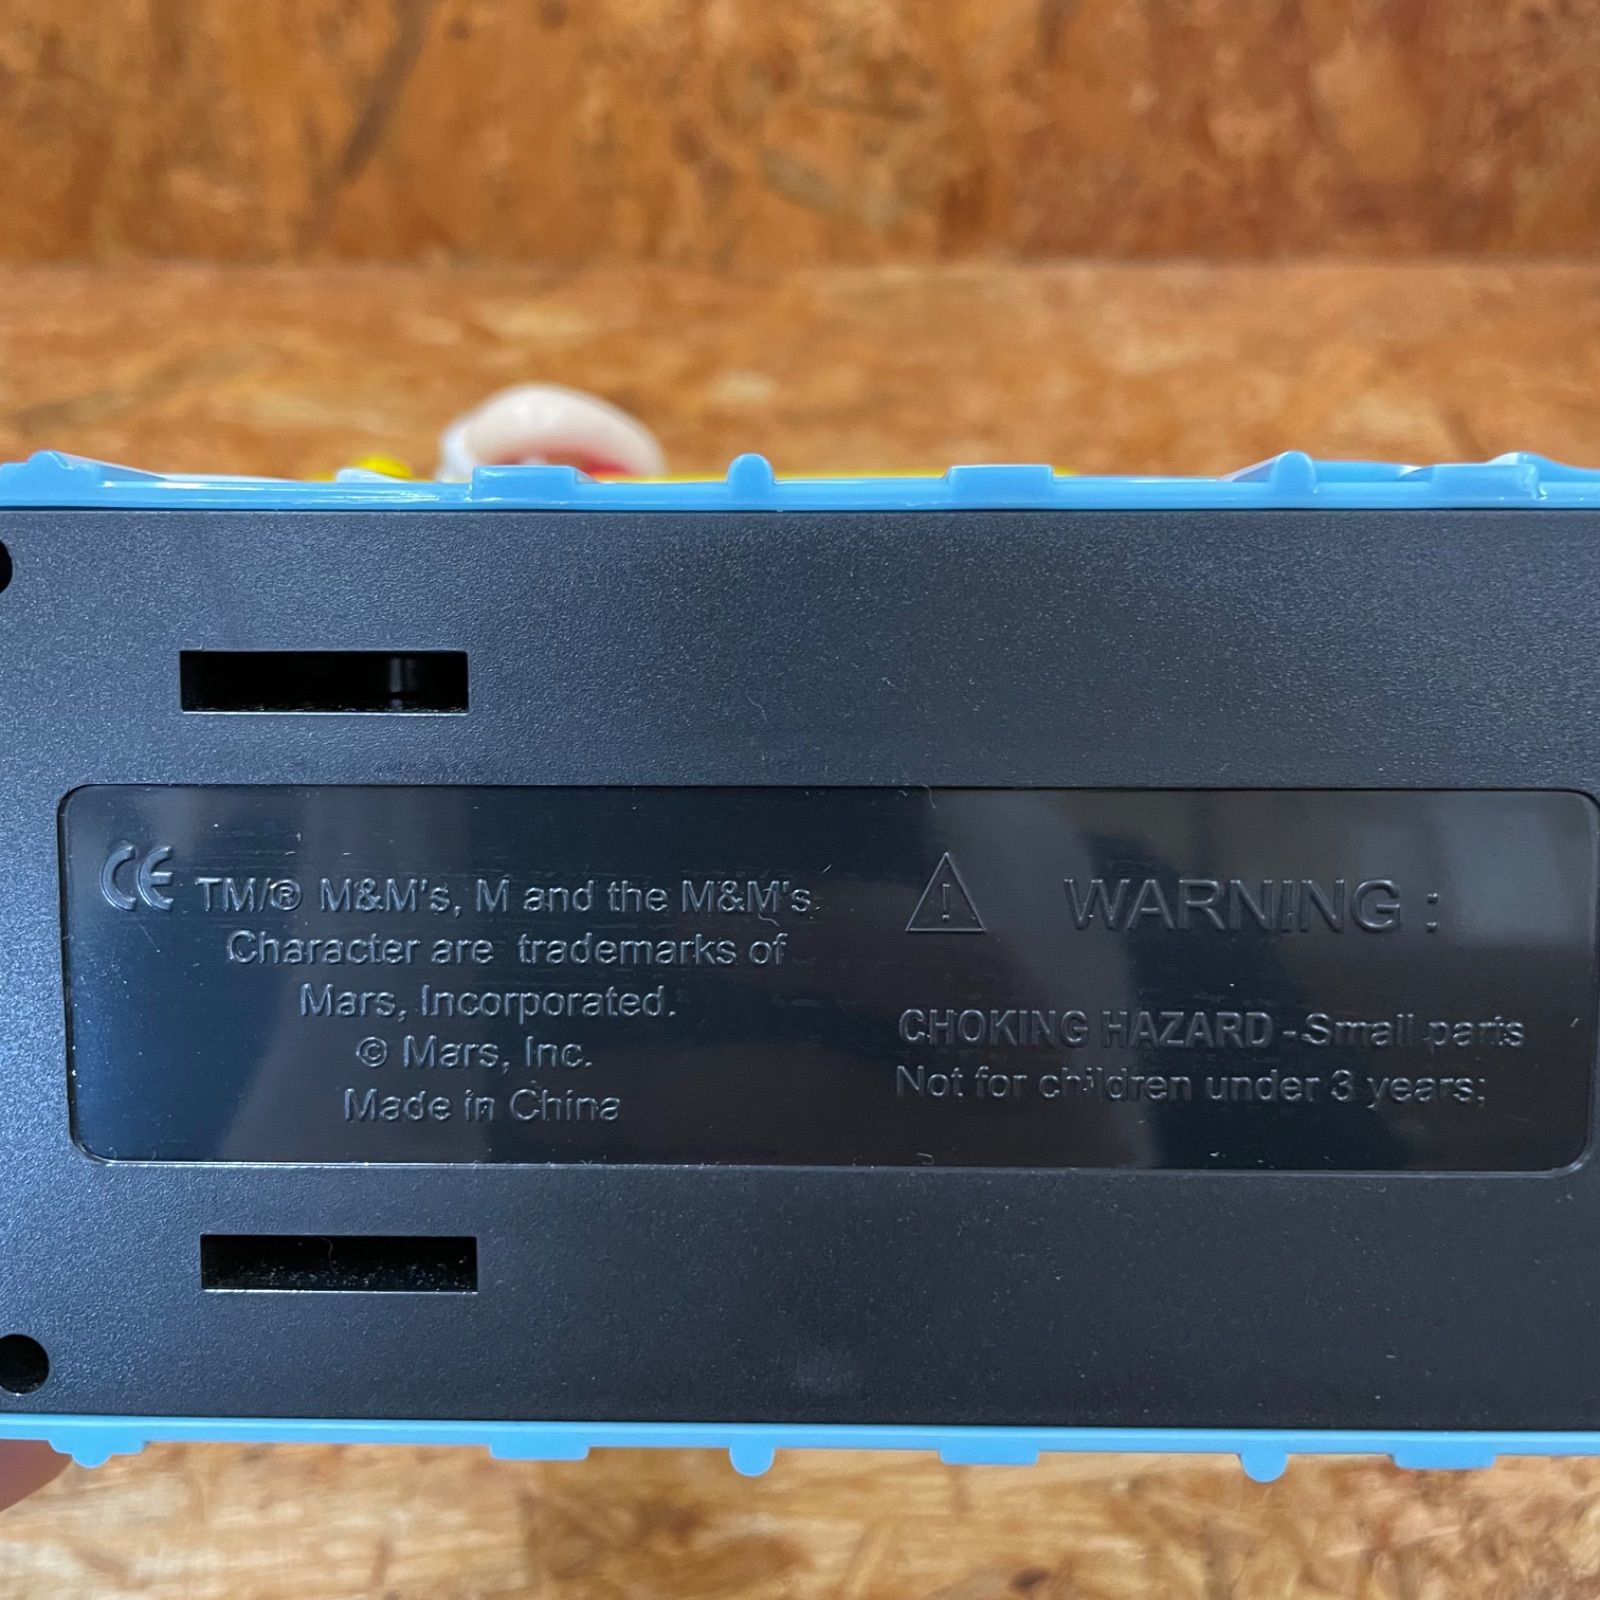 CE TM/® M&M's, M and the M&M's
Character are trademarks of
Mars, Incorporated.
© Mars, Inc.
Made in China
WARNING :
CHOKING HAZARD - Small parts
Not for children under 3 years;